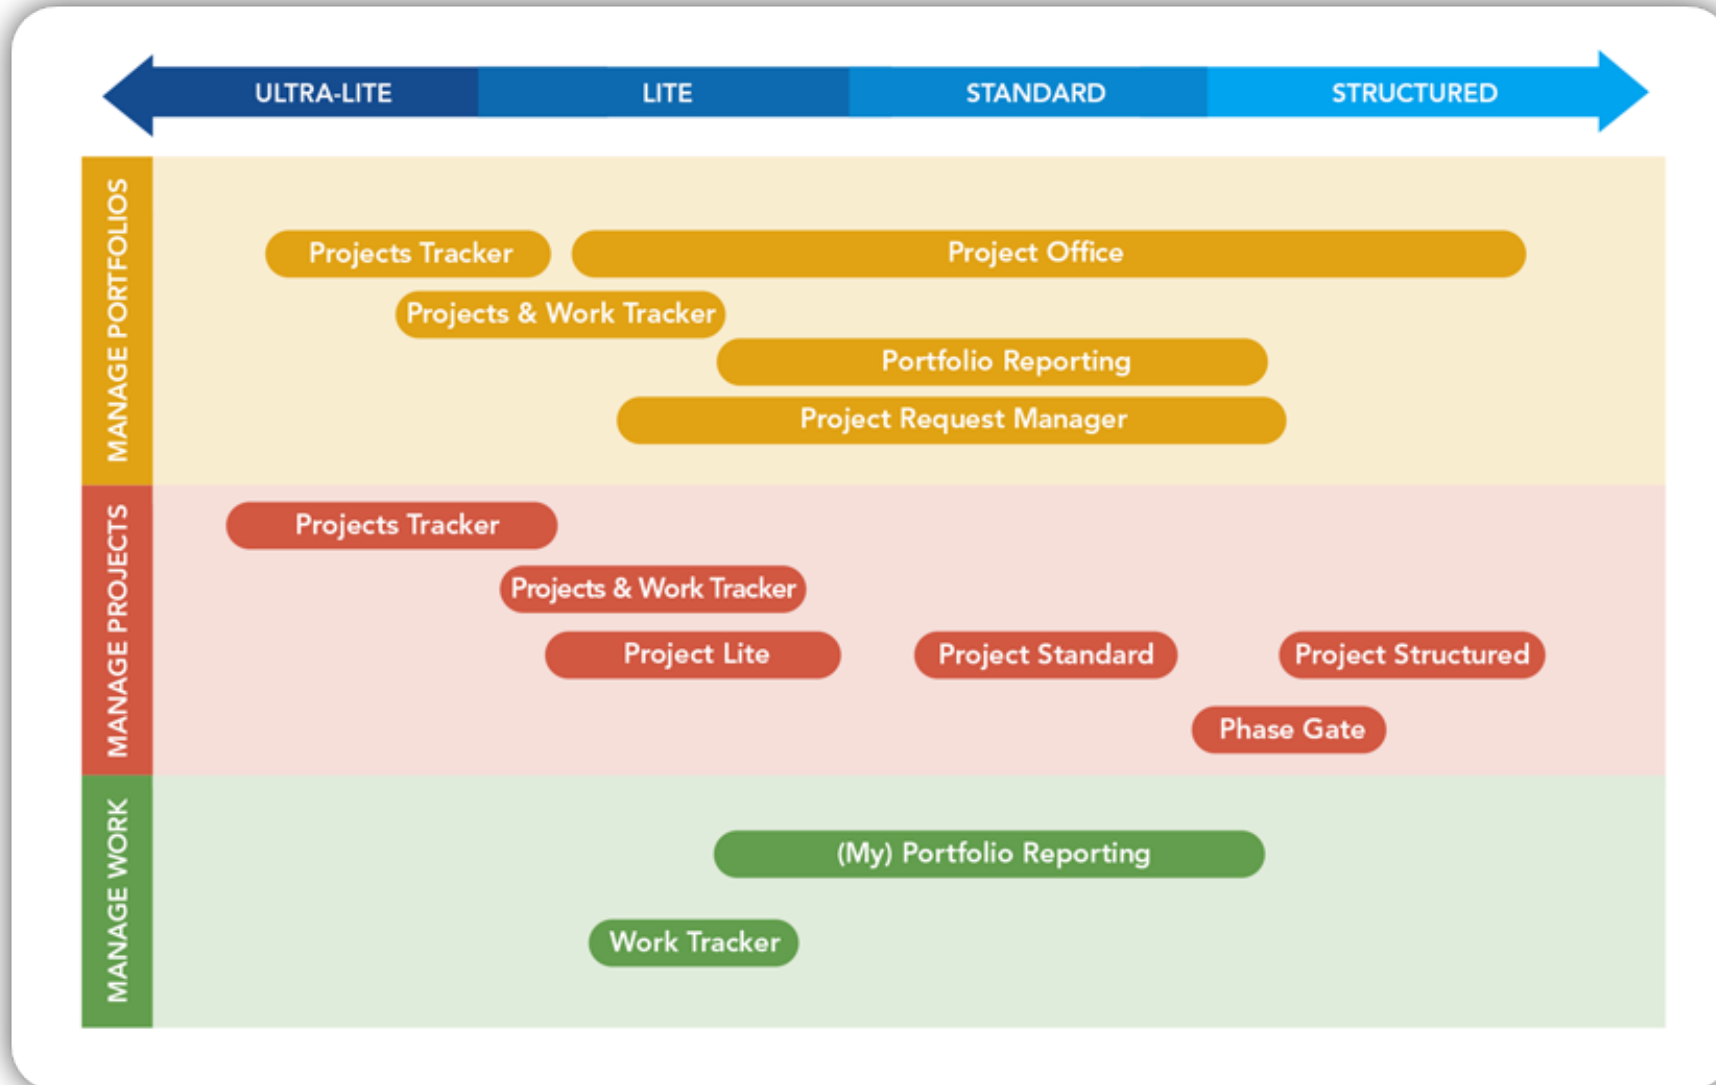 ULTRA-LITE LITE STANDARD STRUCTURED
MANAGE PORTFOLIOS
Projects Tracker
Project Office
Projects & Work Tracker
Portfolio Reporting
Project Request Manager
MANAGE PROJECTS
Projects Tracker
Projects & Work Tracker
Project Lite
Project Standard
Project Structured
Phase Gate
MANAGE WORK
(My) Portfolio Reporting
Work Tracker